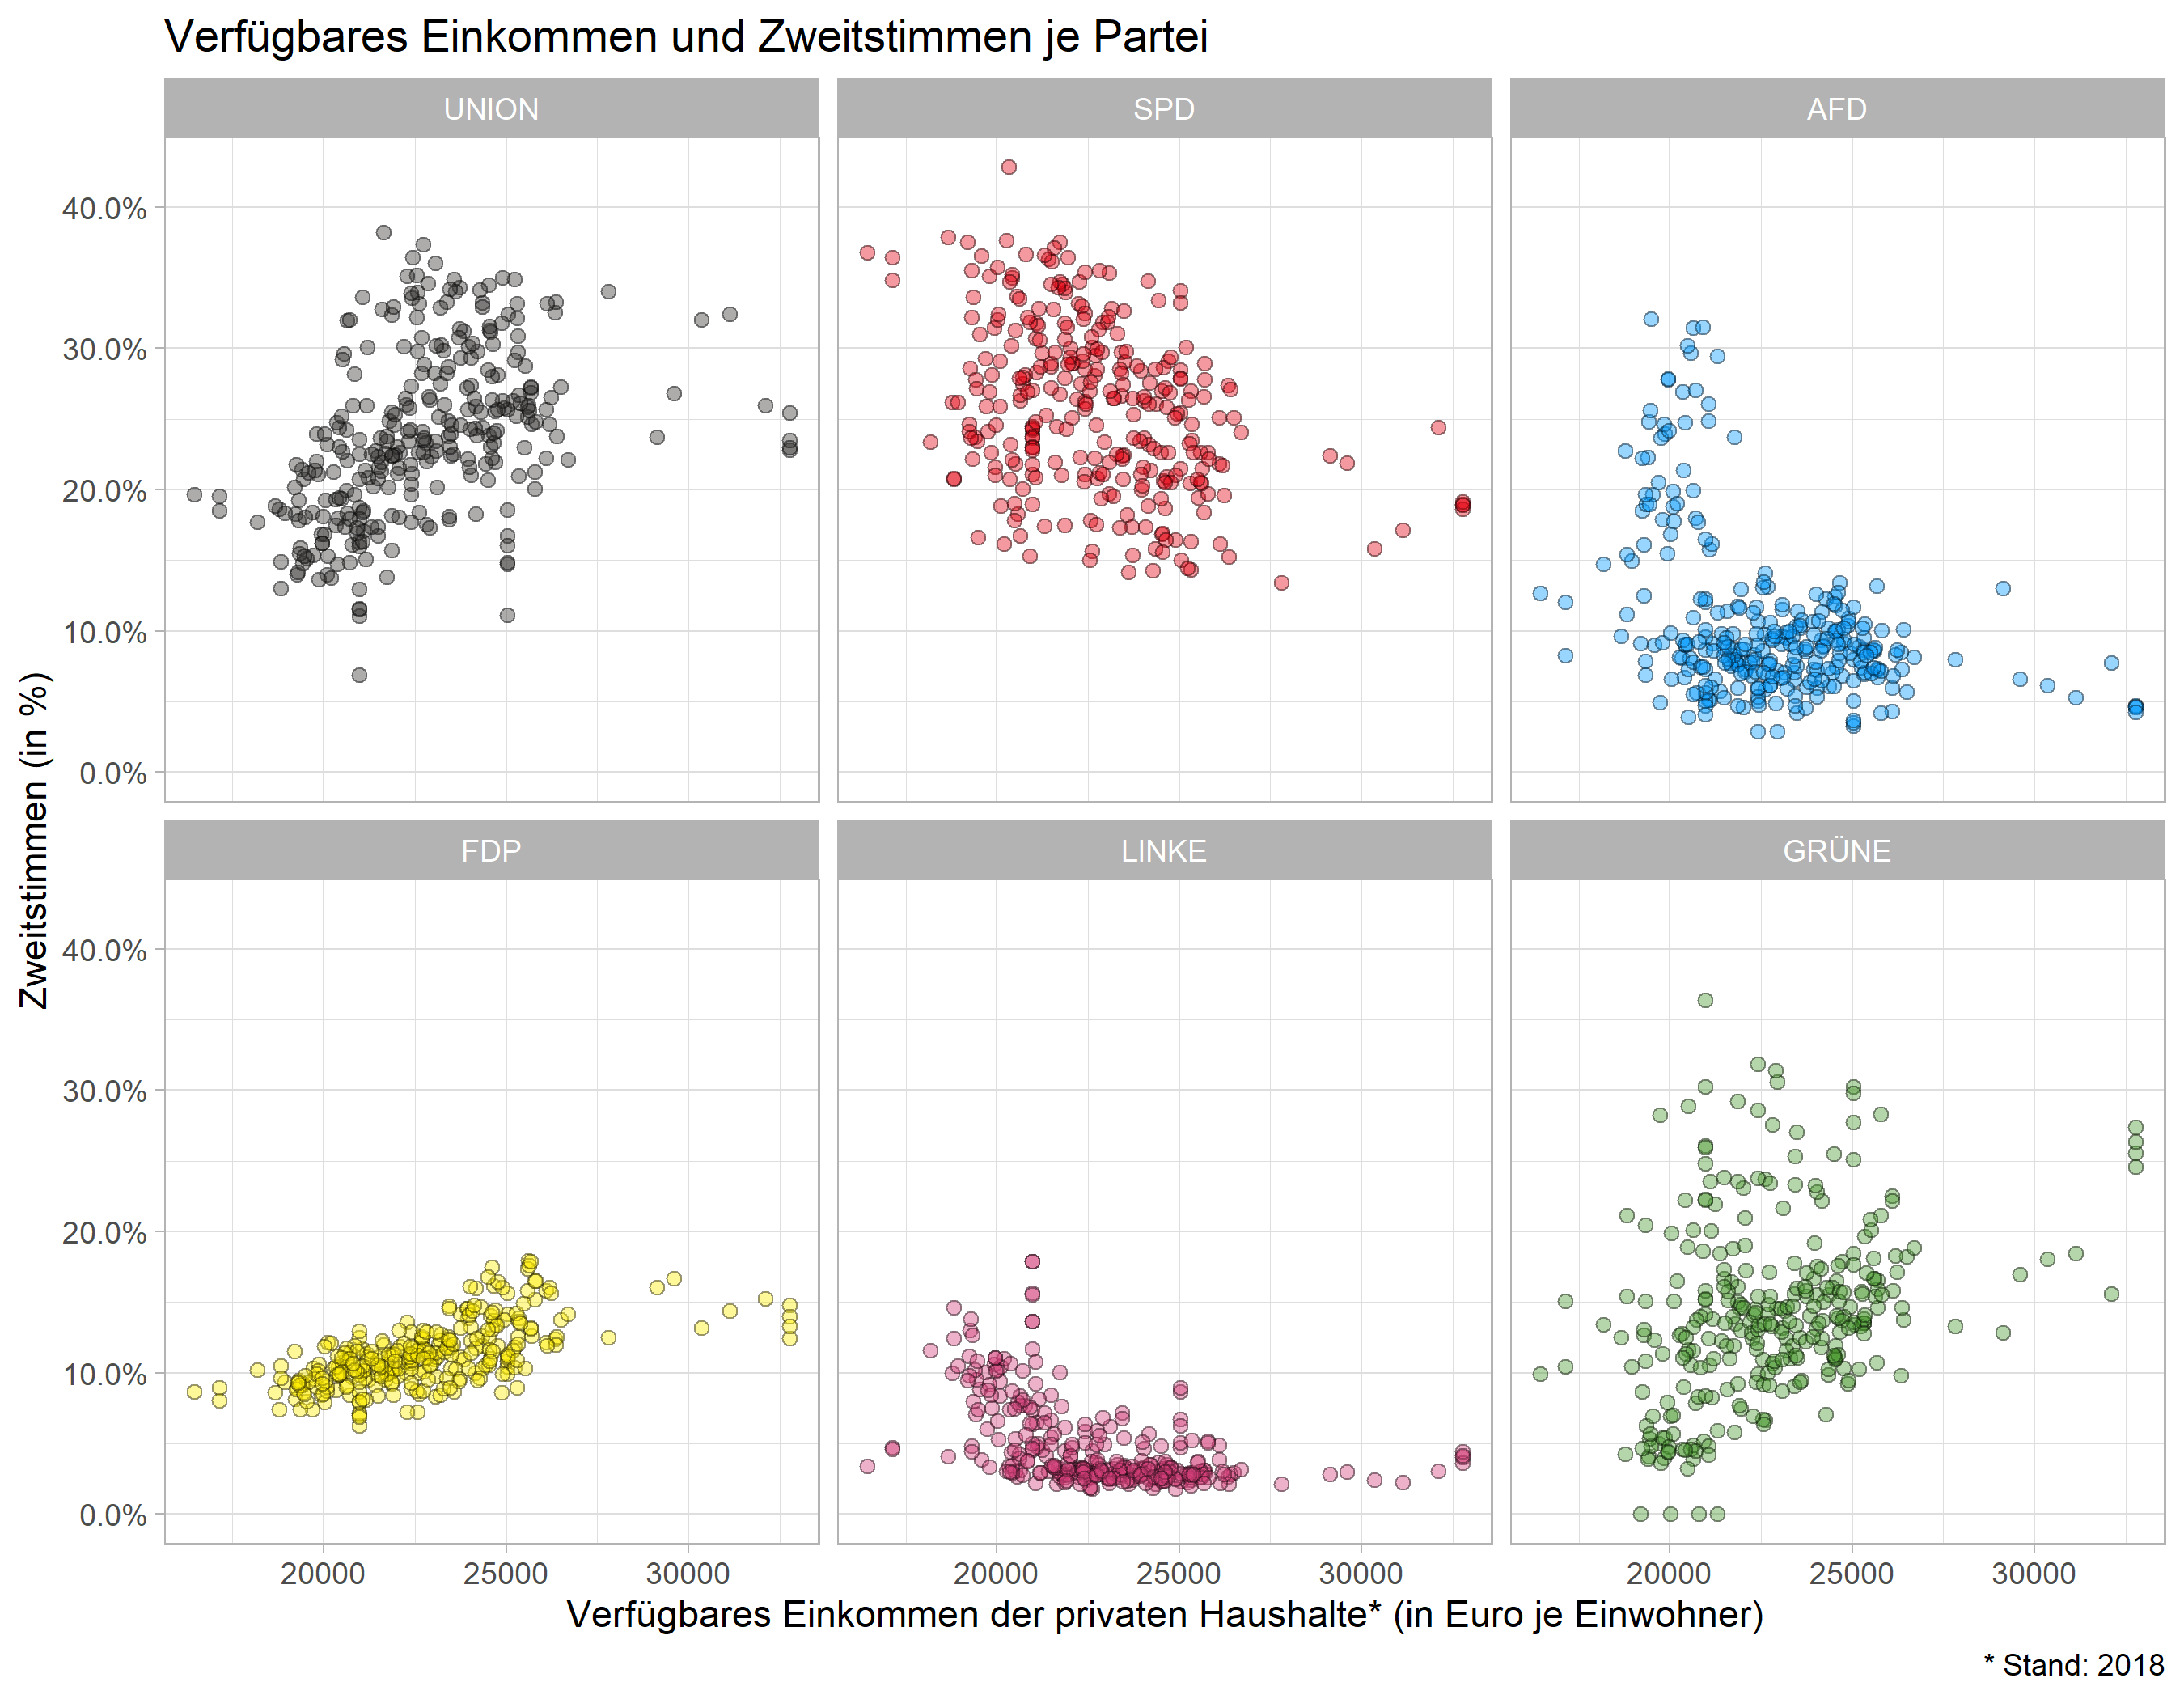 Verfügbares Einkommen und Zweitstimmen je Partei
UNION
SPD
AFD
40.0%
30.0%
20.0%
10.0%
0.0%
Zweitstimmen (in %)
FDP
LINKE
GRÜNE
40.0%
30.0%
20.0%
10.0%
0.0%
20000 25000 30000
20000 25000 30000
20000 25000 30000
Verfügbares Einkommen der privaten Haushalte* (in Euro je Einwohner)
* Stand: 2018